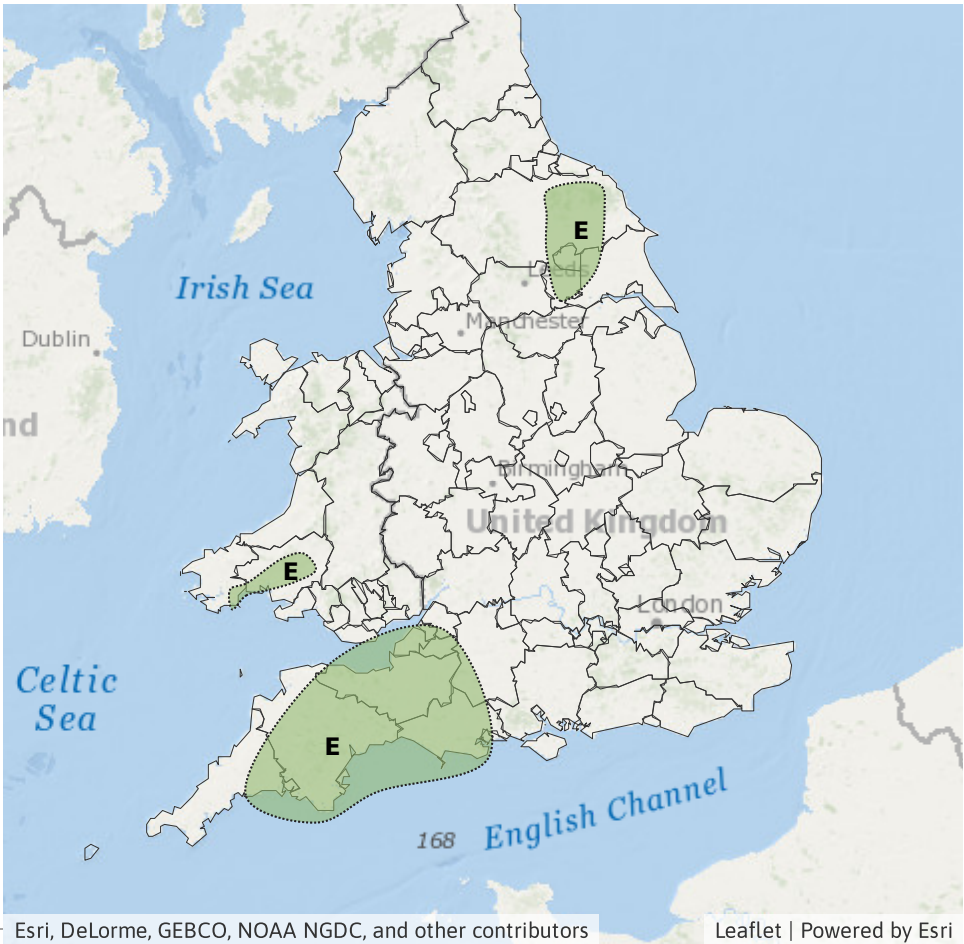 E
Leeds
Irish Sea
Manchester
Dublin
nd
Birmingham
United Kingdom
E
London
Celtic
Sea
E
English Channel
168
Esri, DeLorme, GEBCO, NOAA NGDC, and other contributors
Leaflet | Powered by Esri